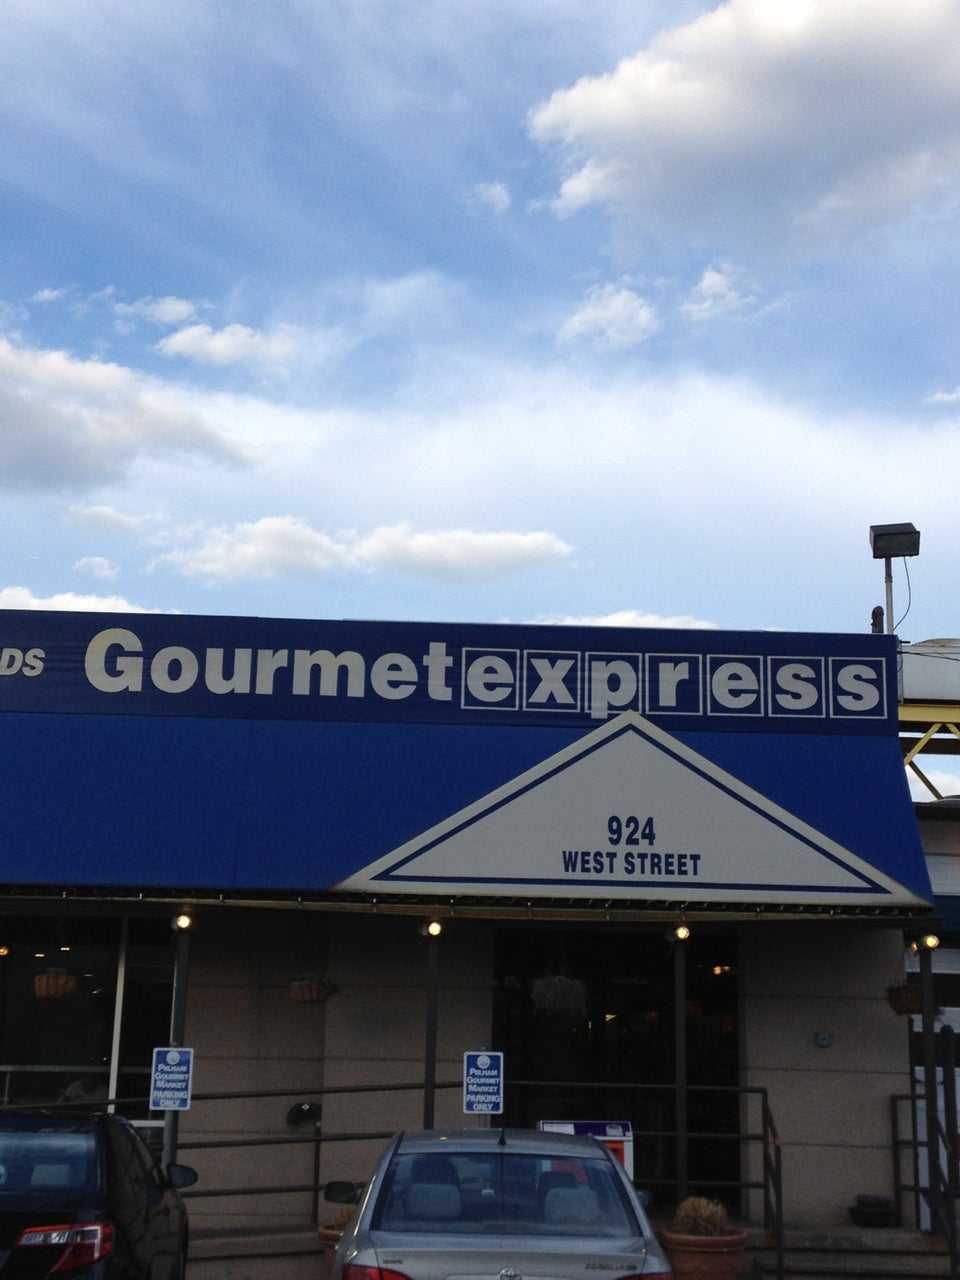 DS Gourmetexpress
924
WEST STREET
PELHAM
GOURMET
MARKET
PARKING
ONLY
PELHAM
GOURMET
MARKET
PARKING
ONLY